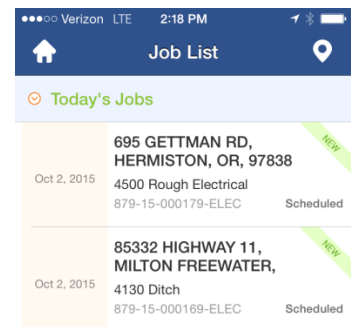 Verizon LTE 2:18 PM
Job List
Today's Jobs
695 GETTMAN RD,
HERMISTON, OR, 97838
NEW
Oct 2, 2015
4500 Rough Electrical
879-15-000179-ELEC Scheduled
85332 HIGHWAY 11,
MILTON FREEWATER,
NEW
Oct 2, 2015
4130 Ditch
879-15-000169-ELEC Scheduled